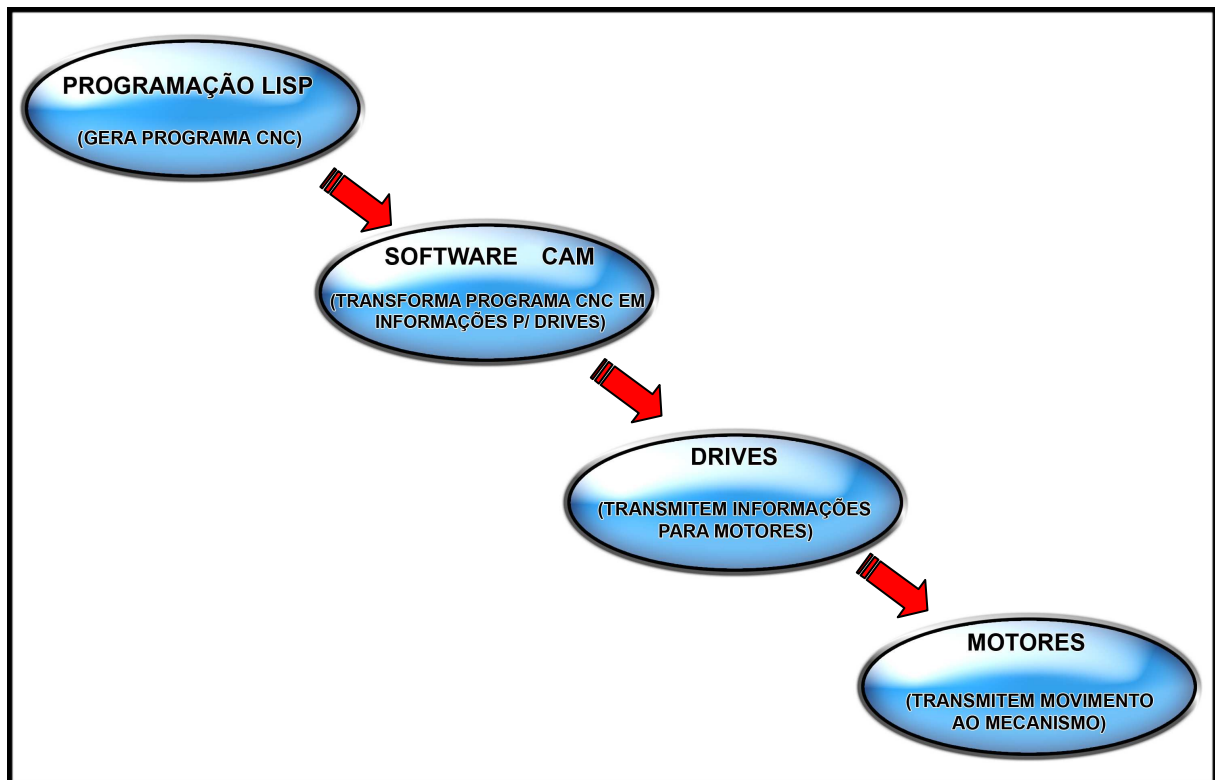 PROGRAMAÇÃO LISP
(GERA PROGRAMA CNC)
SOFTWARE CAM
(TRANSFORMA PROGRAMA CNC EM
INFORMAÇÕES P/ DRIVES)
DRIVES
(TRANSMITEM INFORMAÇÕES
PARA MOTORES)
MOTORES
(TRANSMITEM MOVIMENTO
AO MECANISMO)